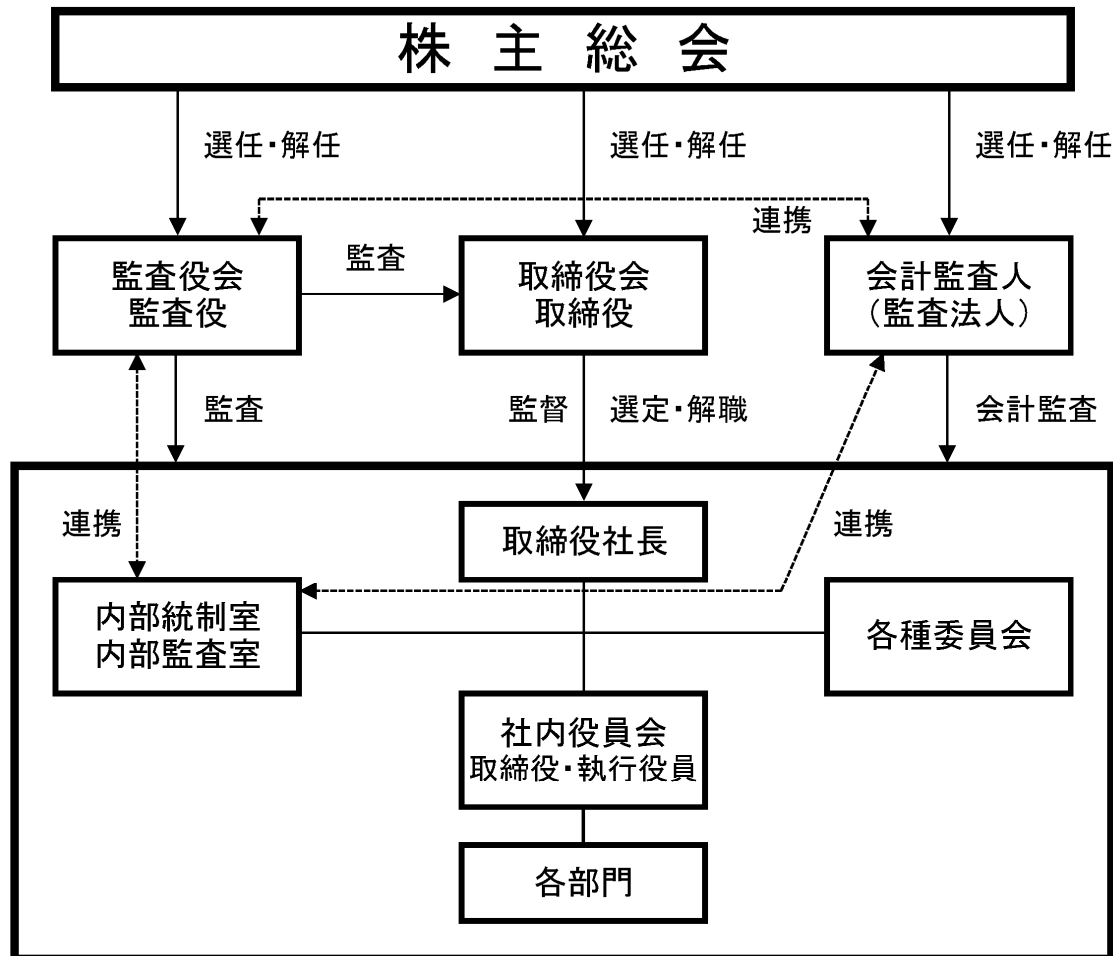 株主総会
選任・解任
選任・解任
選任・解任
連携
監査役会
監査役
監査
取締役会
取締役
会計監査人
(監査法人)
監査
監督
選定・解職
会計監査
連携
取締役社長
連携
内部統制室
内部監査室
各種委員会
社内役員会
取締役・執行役員
各部門